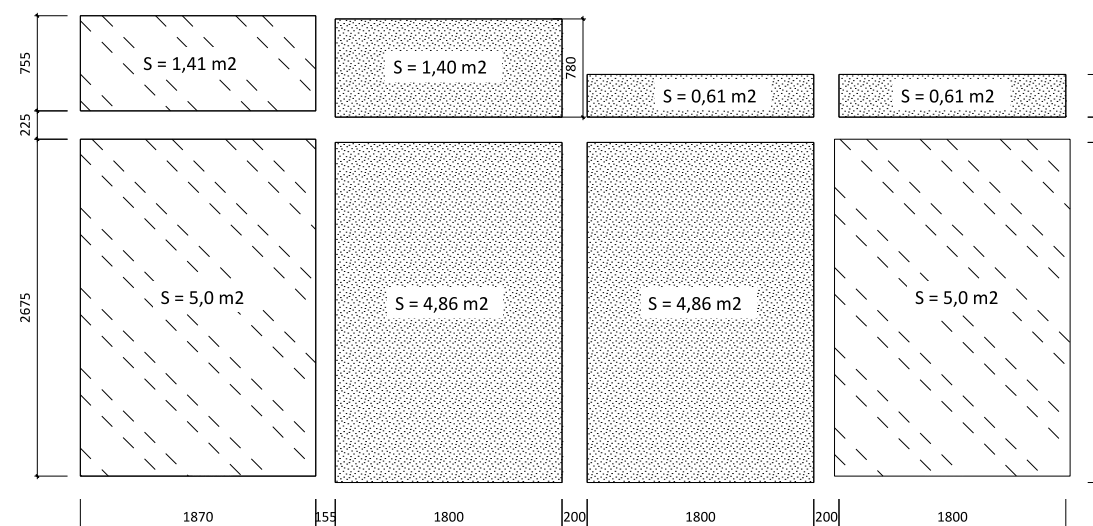 755
S = 1,41 m2
S = 1,40 m2
780
S = 0,61 m2
S = 0,61 m2
225
2675
S = 5,0 m2
S = 4,86 m2
S = 4,86 m2
S = 5,0 m2
1870
155
1800
200
1800
200
1800